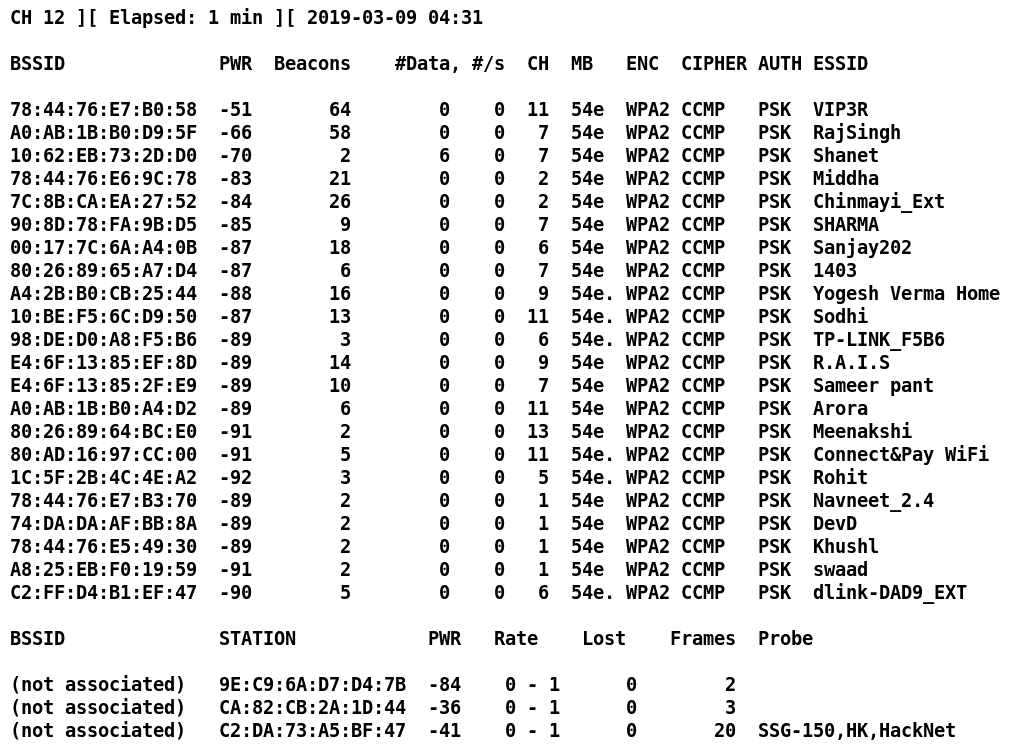 CH 12 ][ Elapsed: 1 min ][ 2019-03-09 04:31
BSSID PWR Beacons #Data, #/s CH MB ENC CIPHER AUTH ESSID
78:44:76:E7:B0:58 -51 64 0 0 11 54e WPA2 CCMP PSK VIP3R
A0:AB:1B:B0:D9:5F -66 58 0 0 7 54e WPA2 CCMP PSK RajSingh
10:62:EB:73:2D:D0 -70 2 6 0 7 54e WPA2 CCMP PSK Shanet
78:44:76:E6:9C:78 -83 21 0 0 2 54e WPA2 CCMP PSK Middha
7C:8B:CA:EA:27:52 -84 26 0 0 2 54e WPA2 CCMP PSK Chinmayi_Ext
90:8D:78:FA:9B:D5 -85 9 0 0 7 54e WPA2 CCMP PSK SHARMA
00:17:7C:6A:A4:0B -87 18 0 0 6 54e WPA2 CCMP PSK Sanjay202
80:26:89:65:A7:D4 -87 6 0 0 7 54e WPA2 CCMP PSK 1403
A4:2B:B0:CB:25:44 -88 16 0 0 9 54e. WPA2 CCMP PSK Yogesh Verma Home
10:BE:F5:6C:D9:50 -87 13 0 0 11 54e. WPA2 CCMP PSK Sodhi
98:DE:D0:A8:F5:B6 -89 3 0 0 6 54e. WPA2 CCMP PSK TP-LINK_F5B6
E4:6F:13:85:EF:8D -89 14 0 0 9 54e WPA2 CCMP PSK R.A.I.S
E4:6F:13:85:2F:E9 -89 10 0 0 7 54e WPA2 CCMP PSK Sameer pant
A0:AB:1B:B0:A4:D2 -89 6 0 0 11 54e WPA2 CCMP PSK Arora
80:26:89:64:BC:E0 -91 2 0 0 13 54e WPA2 CCMP PSK Meenakshi
80:AD:16:97:CC:00 -91 5 0 0 11 54e. WPA2 CCMP PSK Connect&Pay WiFi
1C:5F:2B:4C:4E:A2 -92 3 0 0 5 54e. WPA2 CCMP PSK Rohit
78:44:76:E7:B3:70 -89 2 0 0 1 54e WPA2 CCMP PSK Navneet_2.4
74:DA:DA:AF:BB:8A -89 2 0 0 1 54e WPA2 CCMP PSK DevD
78:44:76:E5:49:30 -89 2 0 0 1 54e WPA2 CCMP PSK Khushl
A8:25:EB:F0:19:59 -91 2 0 0 1 54e WPA2 CCMP PSK swaad
C2:FF:D4:B1:EF:47 -90 5 0 0 6 54e. WPA2 CCMP PSK dlink-DAD9_EXT
BSSID STATION PWR Rate Lost Frames Probe
(not associated) 9E:C9:6A:D7:D4:7B -84 0 - 1 0 2
(not associated) CA:82:CB:2A:1D:44 -36 0 - 1 0 3
(not associated) C2:DA:73:A5:BF:47 -41 0 - 1 0 20 SSG-150,HK,HackNet